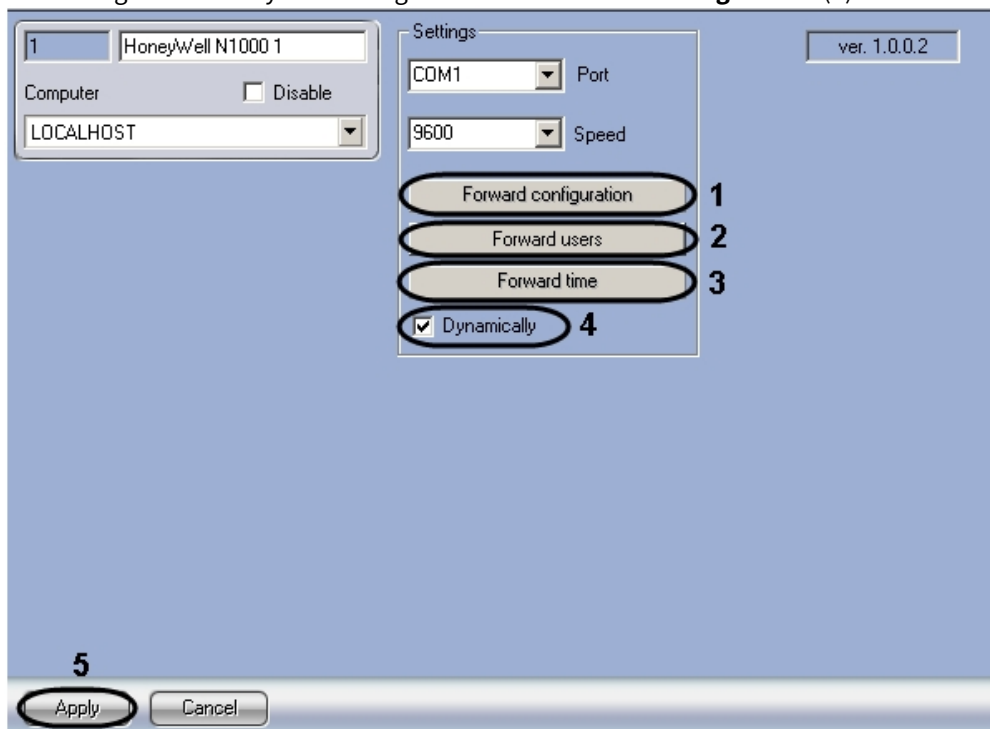 1 HoneyWell N1000 1
Computer Disable
LOCALHOST
Settings
COM1 Port
9600 Speed
Forward configuration 1
Forward users 2
Forward time 3
Dynamically 4
ver. 1.0.0.2
5
Apply Cancel